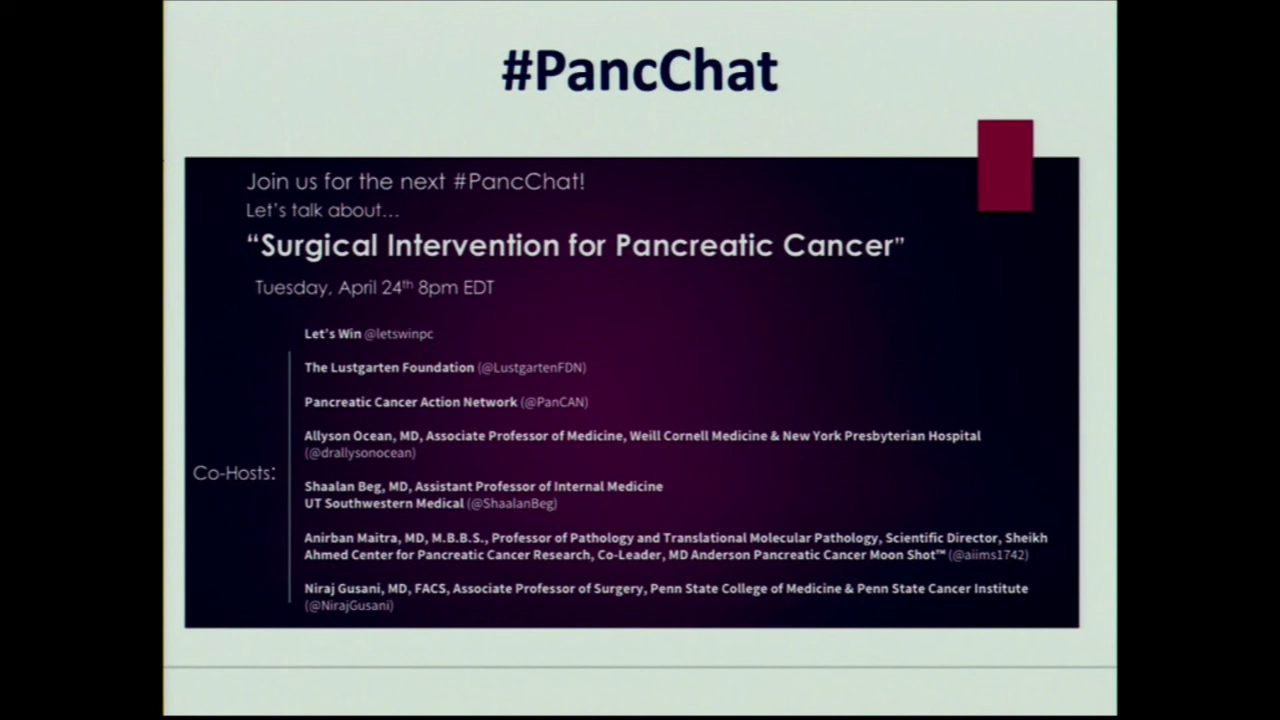 #PancChat
Join us for the next #PancChat!
Let's talk about...
“Surgical Intervention for Pancreatic Cancer”
Tuesday, April 24th 8pm EDT
Let's Win @letswinpc
The Lustgarten Foundation (@LustgartenFDN)
Pancreatic Cancer Action Network (@PanCAN)
Allyson Ocean, MD, Associate Professor of Medicine, Weill Cornell Medicine & New York Presbyterian Hospital
(@drallysonocean)
Co-Hosts:
Shaalan Beg, MD, Assistant Professor of Internal Medicine
UT Southwestern Medical (@ShaalanBeg)
Anirban Maitra, MD, M.B.B.S., Professor of Pathology and Translational Molecular Pathology, Scientific Director, Sheikh
Ahmed Center for Pancreatic Cancer Research, Co-Leader, MD Anderson Pancreatic Cancer Moon Shot™ (@aiims1742)
Niraj Gusani, MD, FACS, Associate Professor of Surgery, Penn State College of Medicine & Penn State Cancer Institute
(@NirajGusani)